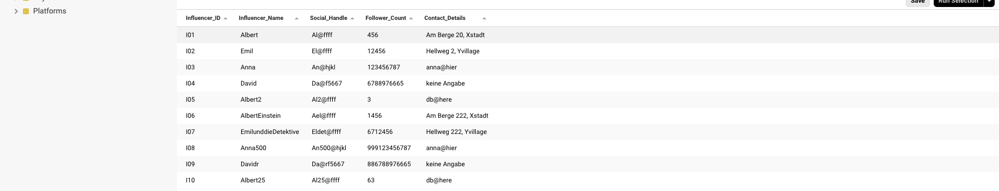 Platforms
Save Run Selection
Influencer_ID Influencer_Name Social_Handle Follower_Count Contact_Details
I01 Albert Al@ffff 456 Am Berge 20, Xstadt
I02 Emil El@ffff 12456 Hellweg 2, Yvillage
I03 Anna An@hjkl 123456787 anna@hier
I04 David Da@f5667 6788976665 keine Angabe
I05 Albert2 Al2@ffff 3 db@here
I06 AlbertEinstein Ael@ffff 1456 Am Berge 222, Xstadt
I07 EmilunddieDetektive Eldet@ffff 6712456 Hellweg 222, Yvillage
I08 Anna500 An500@hjkl 999123456787 anna@hier
I09 Davidr Da@rf5667 886788976665 keine Angabe
I10 Albert25 Al25@ffff 63 db@here